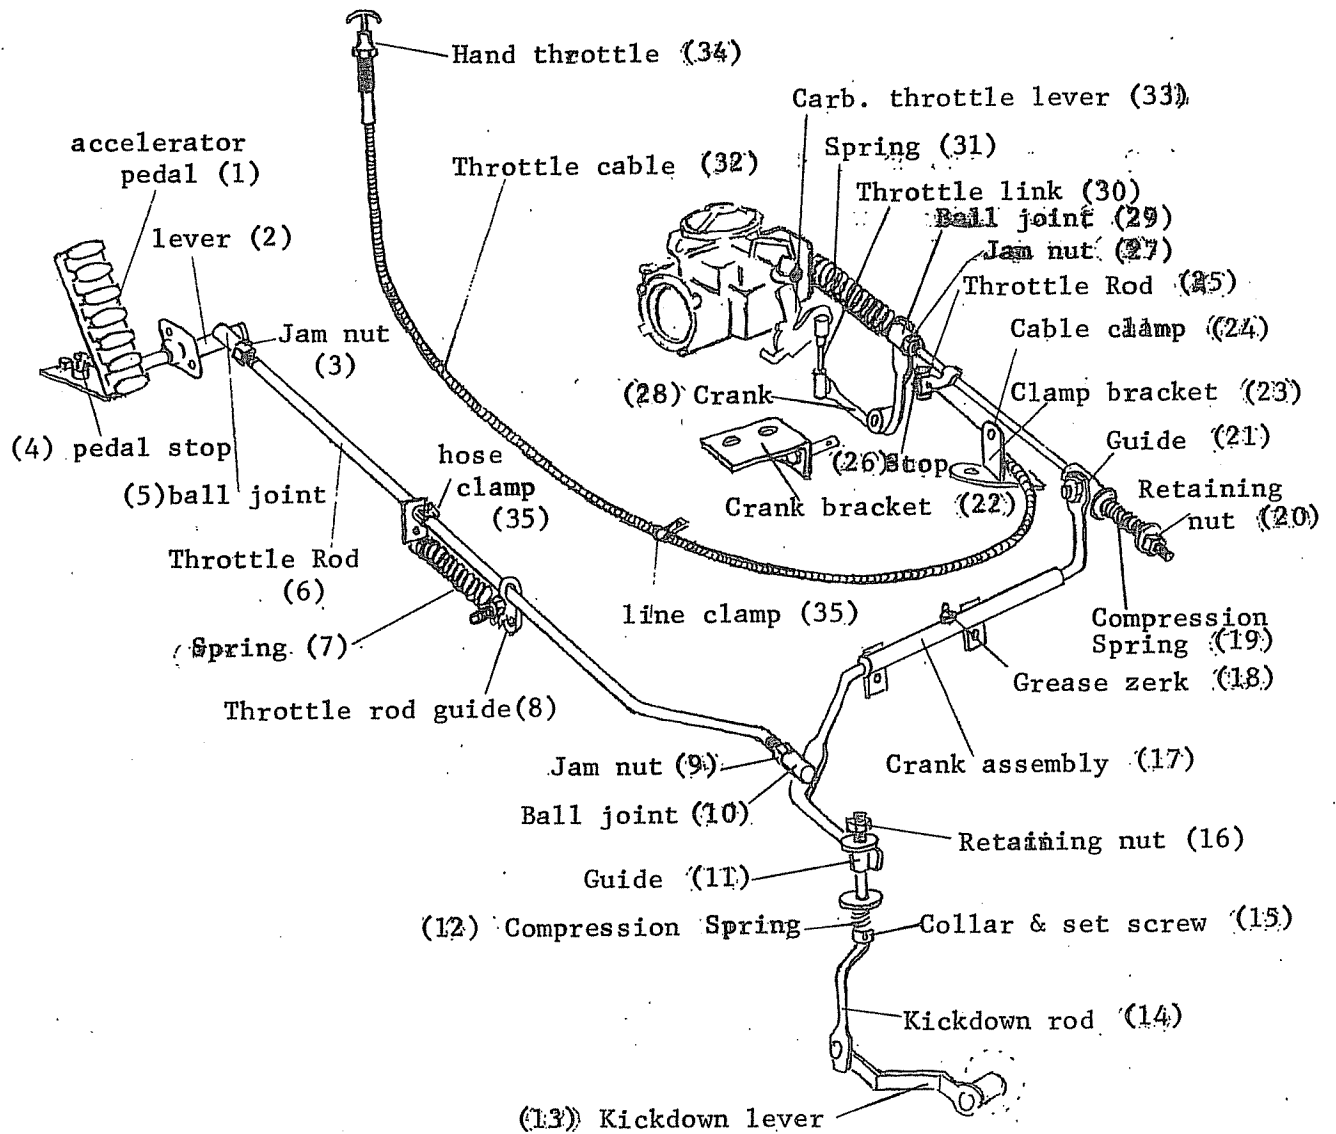 Hand throttle (34)
Carb. throttle lever (33)
accelerator
pedal (1)
Throttle cable (32)
Spring (31)
Throttle link (30)
Ball joint (29)
lever (2)
Jam nut (27)
Throttle Rod (25)
Jam nut
(3)
Cable clamp (24)
(28) Crank
Clamp bracket (23)
(4) pedal stop
hose
clamp
(35)
(26) Stop
Guide (21)
(5)ball joint
Crank bracket (22)
Retaining
nut (20)
Throttle Rod
(6)
line clamp (35)
Compression
Spring (19)
Spring (7)
Grease zerk (18)
Throttle rod guide(8)
Jam nut (9)
Crank assembly (17)
Ball joint (10)
Retaining nut (16)
Guide (11)
(12) Compression Spring
Collar & set screw (15)
Kickdown rod (14)
(13) Kickdown lever